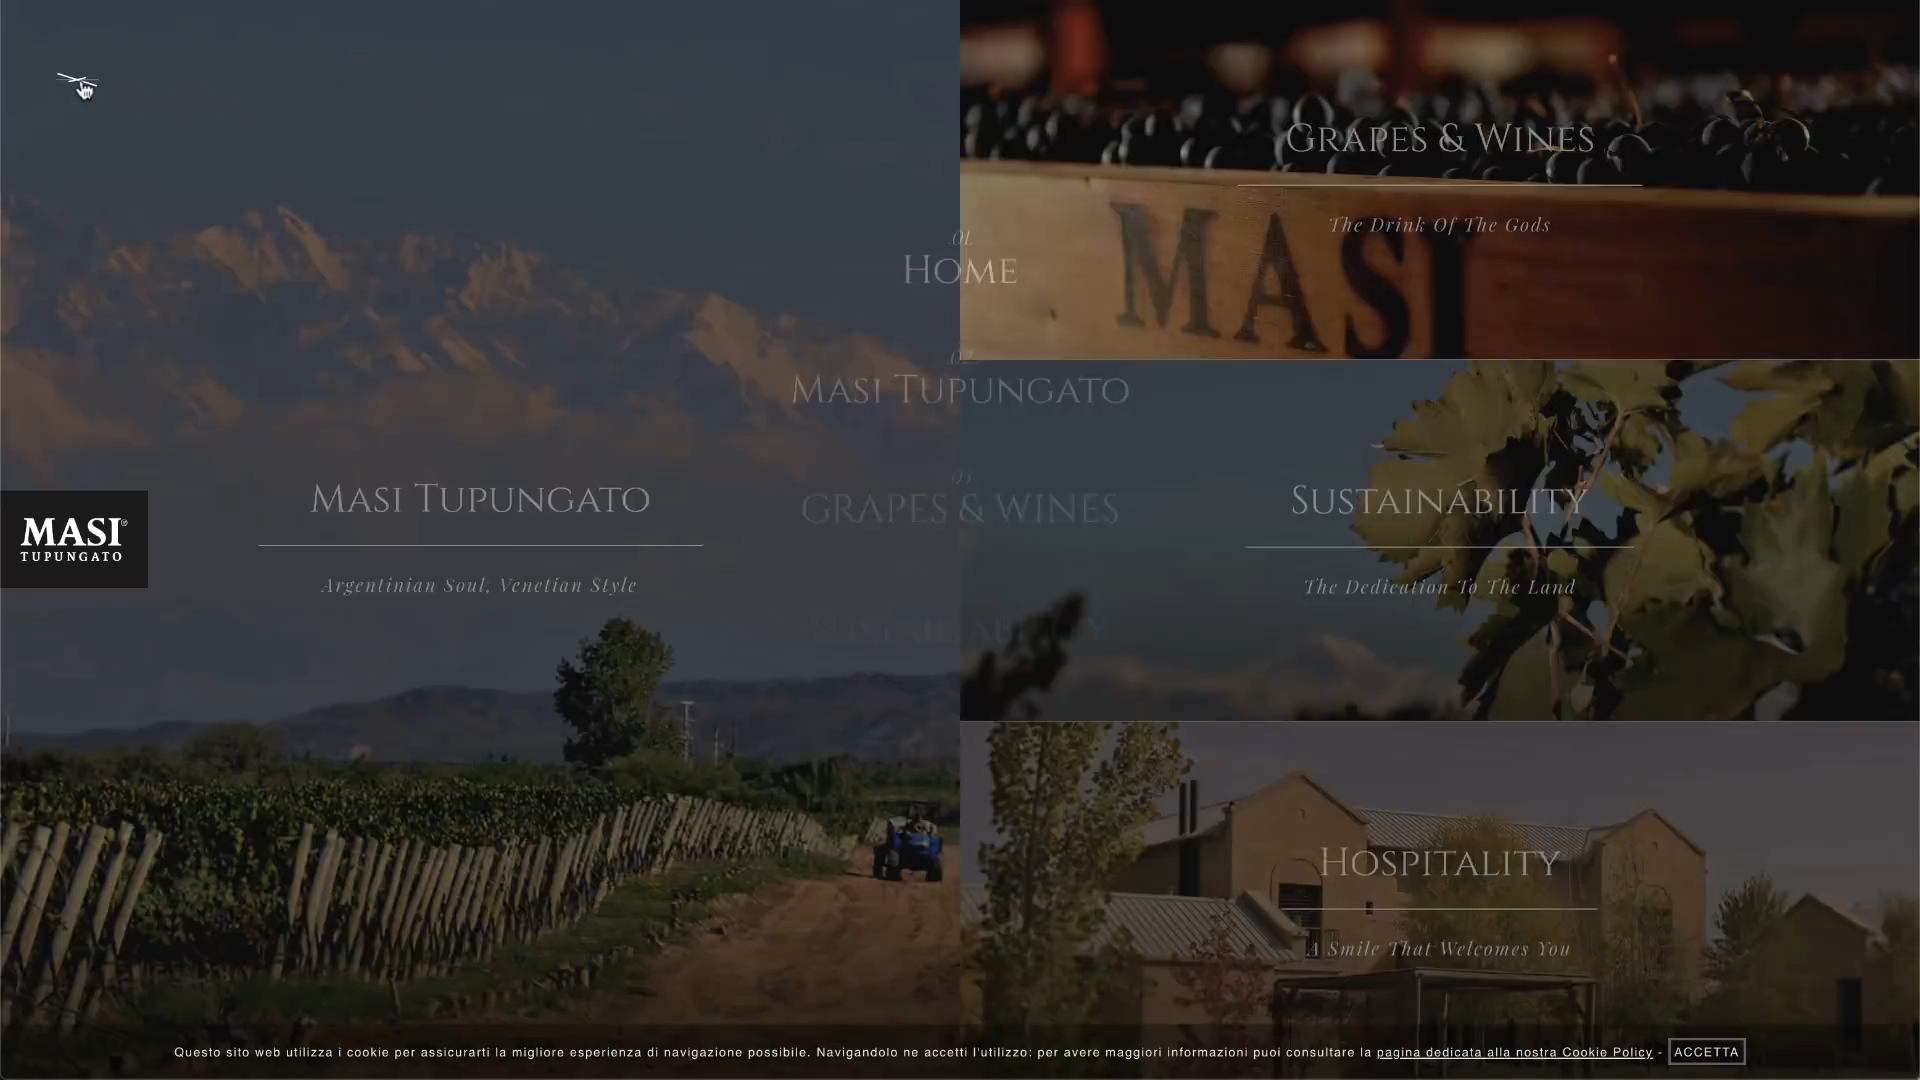 MASI
TUPUNGATO
MASI TUPUNGATO
Argentinian Soul, Venetian Style
.01
HOME
.02
MASI TUPUNGATO
.03
GRAPES & WINES
SUSTAINABILITY
GRAPES & WINES
The Drink Of The Gods
MASI
SUSTAINABILITY
The Dedication To The Land
HOSPITALITY
A Smile That Welcomes You
Questo sito web utilizza i cookie per assicurarti la migliore esperienza di navigazione possibile. Navigandolo ne accetti l'utilizzo: per avere maggiori informazioni puoi consultare la pagina dedicata alla nostra Cookie Policy - ACCETTA